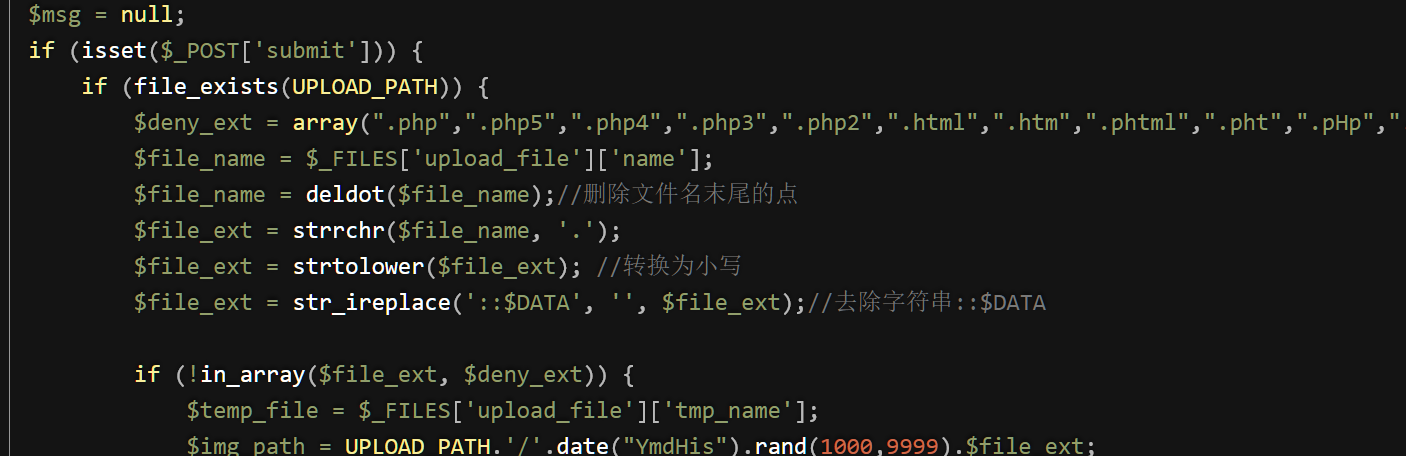 $msg = null;
if (isset($_POST['submit'])) {
if (file_exists(UPLOAD_PATH)) {
$deny_ext = array(".php",".php5",".php4",".php3",".php2",".html",".htm",".phtml",".pht",".pHp","
$file_name = $_FILES['upload_file']['name'];
$file_name = deldot($file_name);//删除文件名末尾的点
$file_ext = strrchr($file_name, '.');
$file_ext = strtolower($file_ext); //转换为小写
$file_ext = str_ireplace('::$DATA', '', $file_ext);//去除字符串::$DATA
if (!in_array($file_ext, $deny_ext)) {
$temp_file = $_FILES['upload_file']['tmp_name'];
$img_path = UPLOAD_PATH.'/'.date("YmdHis").rand(1000,9999).$file_ext;